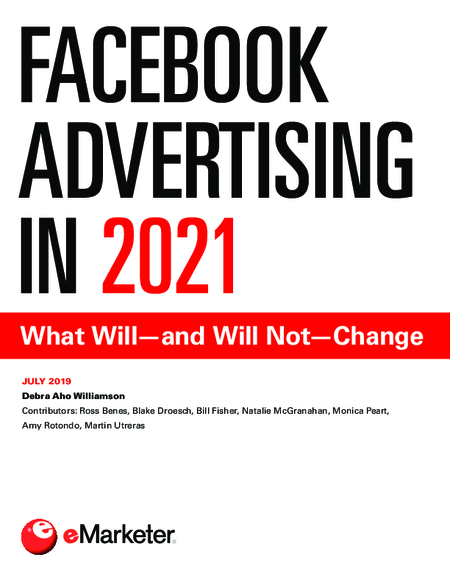 FACEBOOK
ADVERTISING
IN 2021
What Will—and Will Not—Change
JULY 2019
Debra Aho Williamson
Contributors: Ross Benes, Blake Droesch, Bill Fisher, Natalie McGranahan, Monica Peart,
Amy Rotondo, Martin Utreras
eMarketer